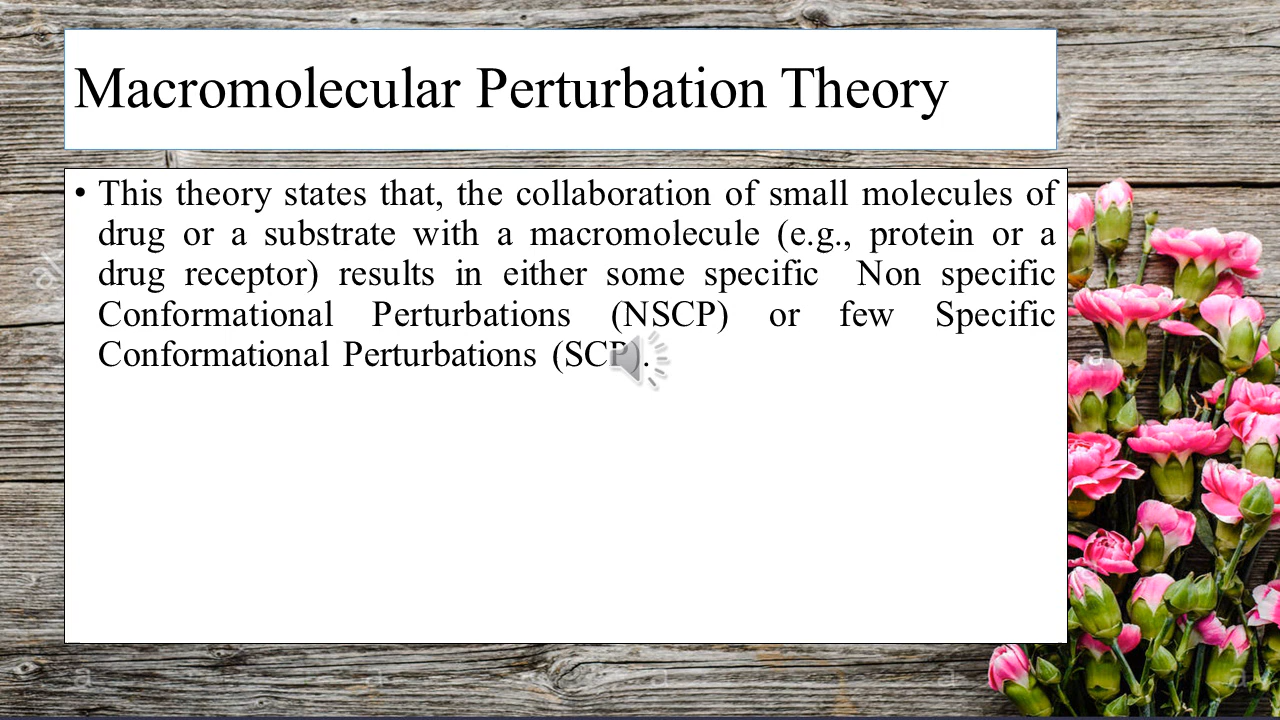 Macromolecular Perturbation Theory
• This theory states that, the collaboration of small molecules of
drug or a substrate with a macromolecule (e.g., protein or a
drug receptor) results in either some specific Non specific
Conformational Perturbations (NSCP) or few Specific
Conformational Perturbations (SCP).
a
a
a
a
a